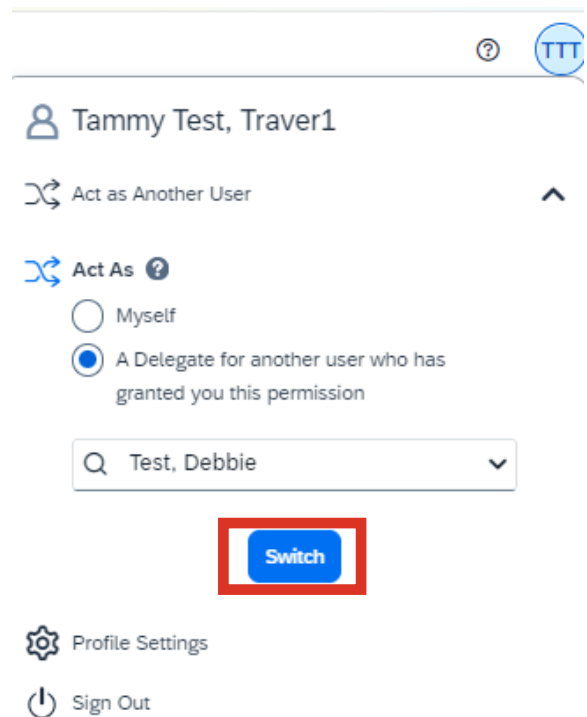 ?
TTT
Tammy Test, Traver1
Act as Another User
Act As ?
Myself
A Delegate for another user who has
granted you this permission
Test, Debbie
Switch
Profile Settings
Sign Out